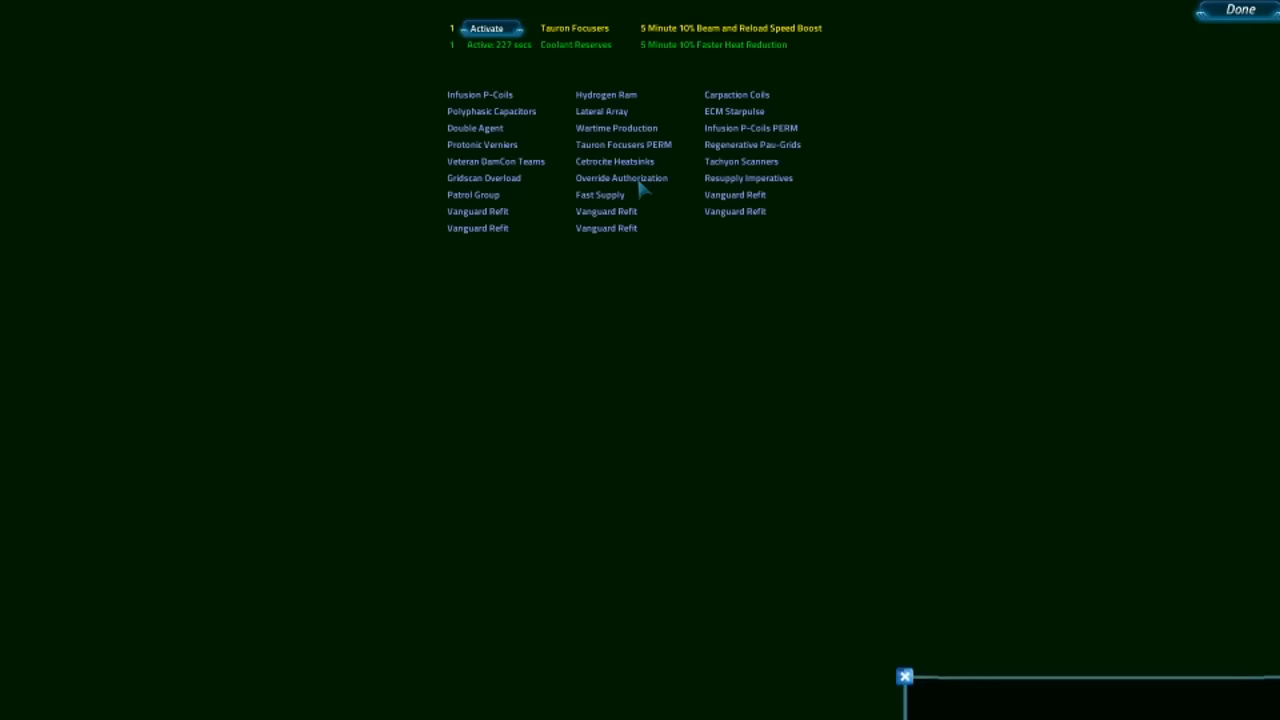 Done
1 Activate Tauron Focusers 5 Minute 10% Beam and Reload Speed Boost
1 Active: 227 secs Coolant Reserves 5 Minute 10% Faster Heat Reduction
Infusion P-Coils Hydrogen Ram Carpaction Coils
Polyphasic Capacitors Lateral Array ECM Starpulse
Double Agent Wartime Production Infusion P-Coils PERM
Protonic Verniers Tauron Focusers PERM Regenerative Pau-Grids
Veteran DamCon Teams Cetrocite Heatsinks Tachyon Scanners
Gridscan Overload Override Authorization Resupply Imperatives
Patrol Group Fast Supply Vanguard Refit
Vanguard Refit Vanguard Refit Vanguard Refit
Vanguard Refit Vanguard Refit